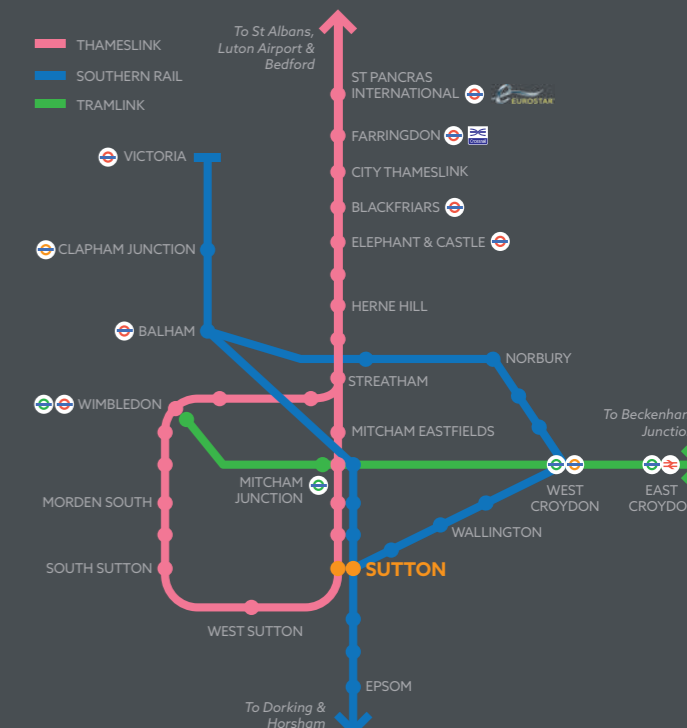 To St Albans,
Luton Airport &
Bedford
THAMESLINK
SOUTHERN RAIL
TRAMLINK
ST PANCRAS
INTERNATIONAL
EUROSTAR
FARRINGDON
VICTORIA
CITY THAMESLINK
BLACKFRIARS
CLAPHAM JUNCTION
ELEPHANT & CASTLE
HERNE HILL
BALHAM
NORBURY
STREATHAM
WIMBLEDON
To Beckenham
Junctio
MITCHAM EASTFIELDS
MITCHAM
JUNCTION
WEST
CROYDON
EAST
CROYDO
MORDEN SOUTH
WALLINGTON
SOUTH SUTTON
SUTTON
WEST SUTTON
EPSOM
To Dorking &
Horsham